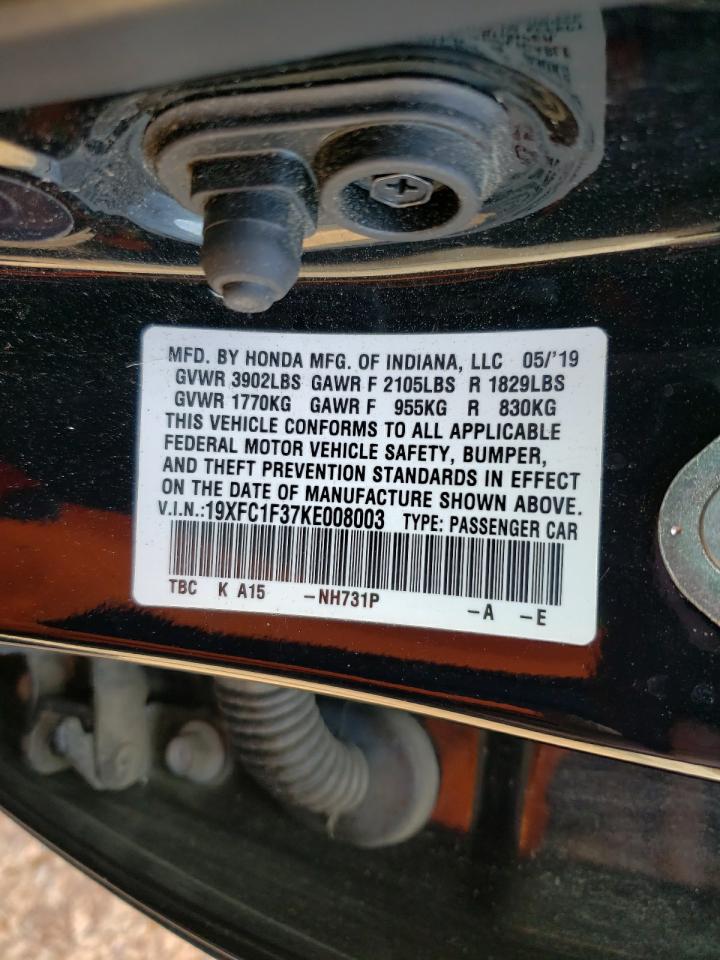 MFD. BY HONDA MFG. OF INDIANA, LLC 05/'19
GVWR 3902LBS GAWR F 2105LBS R 1829LBS
GVWR 1770KG GAWR F 955KG R 830KG
THIS VEHICLE CONFORMS TO ALL APPLICABLE
FEDERAL MOTOR VEHICLE SAFETY, BUMPER,
AND THEFT PREVENTION STANDARDS IN EFFECT
ON THE DATE OF MANUFACTURE SHOWN ABOVE.
V.I.N.:19XFC1F37KE008003 TYPE: PASSENGER CAR
TBC K A15 -NH731P -A -E